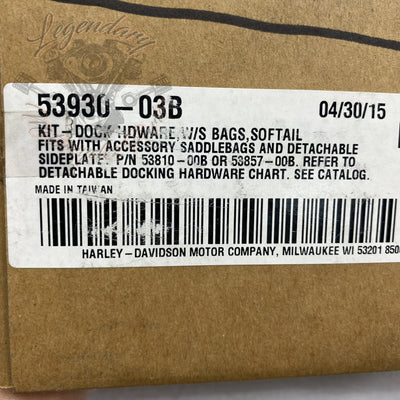 Legendary
53930-03B 04/30/15
KIT-DOCK HDWARE,W/S BAGS,SOFTAIL
FITS WITH ACCESSORY SADDLEBAGS AND DETACHABLE
SIDEPLATES P/N 53810-00B OR 53857-00B. REFER TO
DETACHABLE DOCKING HARDWARE CHART. SEE CATALOG.
MADE IN TAIWAN
HARLEY-DAVIDSON MOTOR COMPANY, MILWAUKEE WI 53201